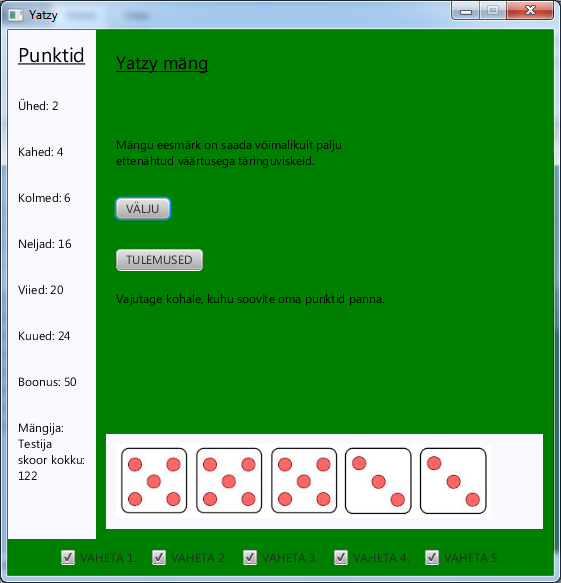 Yatzy
Punktid
Ühed: 2
Kahed: 4
Kolmed: 6
Neljad: 16
Viied: 20
Kuued: 24
Boonus: 50
Mängija:
Testija
skoor kokku:
122
Yatzy mäng
Mängu eesmärk on saada võimalikult palju
ettenähtud väärtusega täringuviskeid.
VÄLJU
TULEMUSED
Vajutage kohale, kuhu soovite oma punktid panna.
VAHETA 1. VAHETA 2. VAHETA 3. VAHETA 4. VAHETA 5.